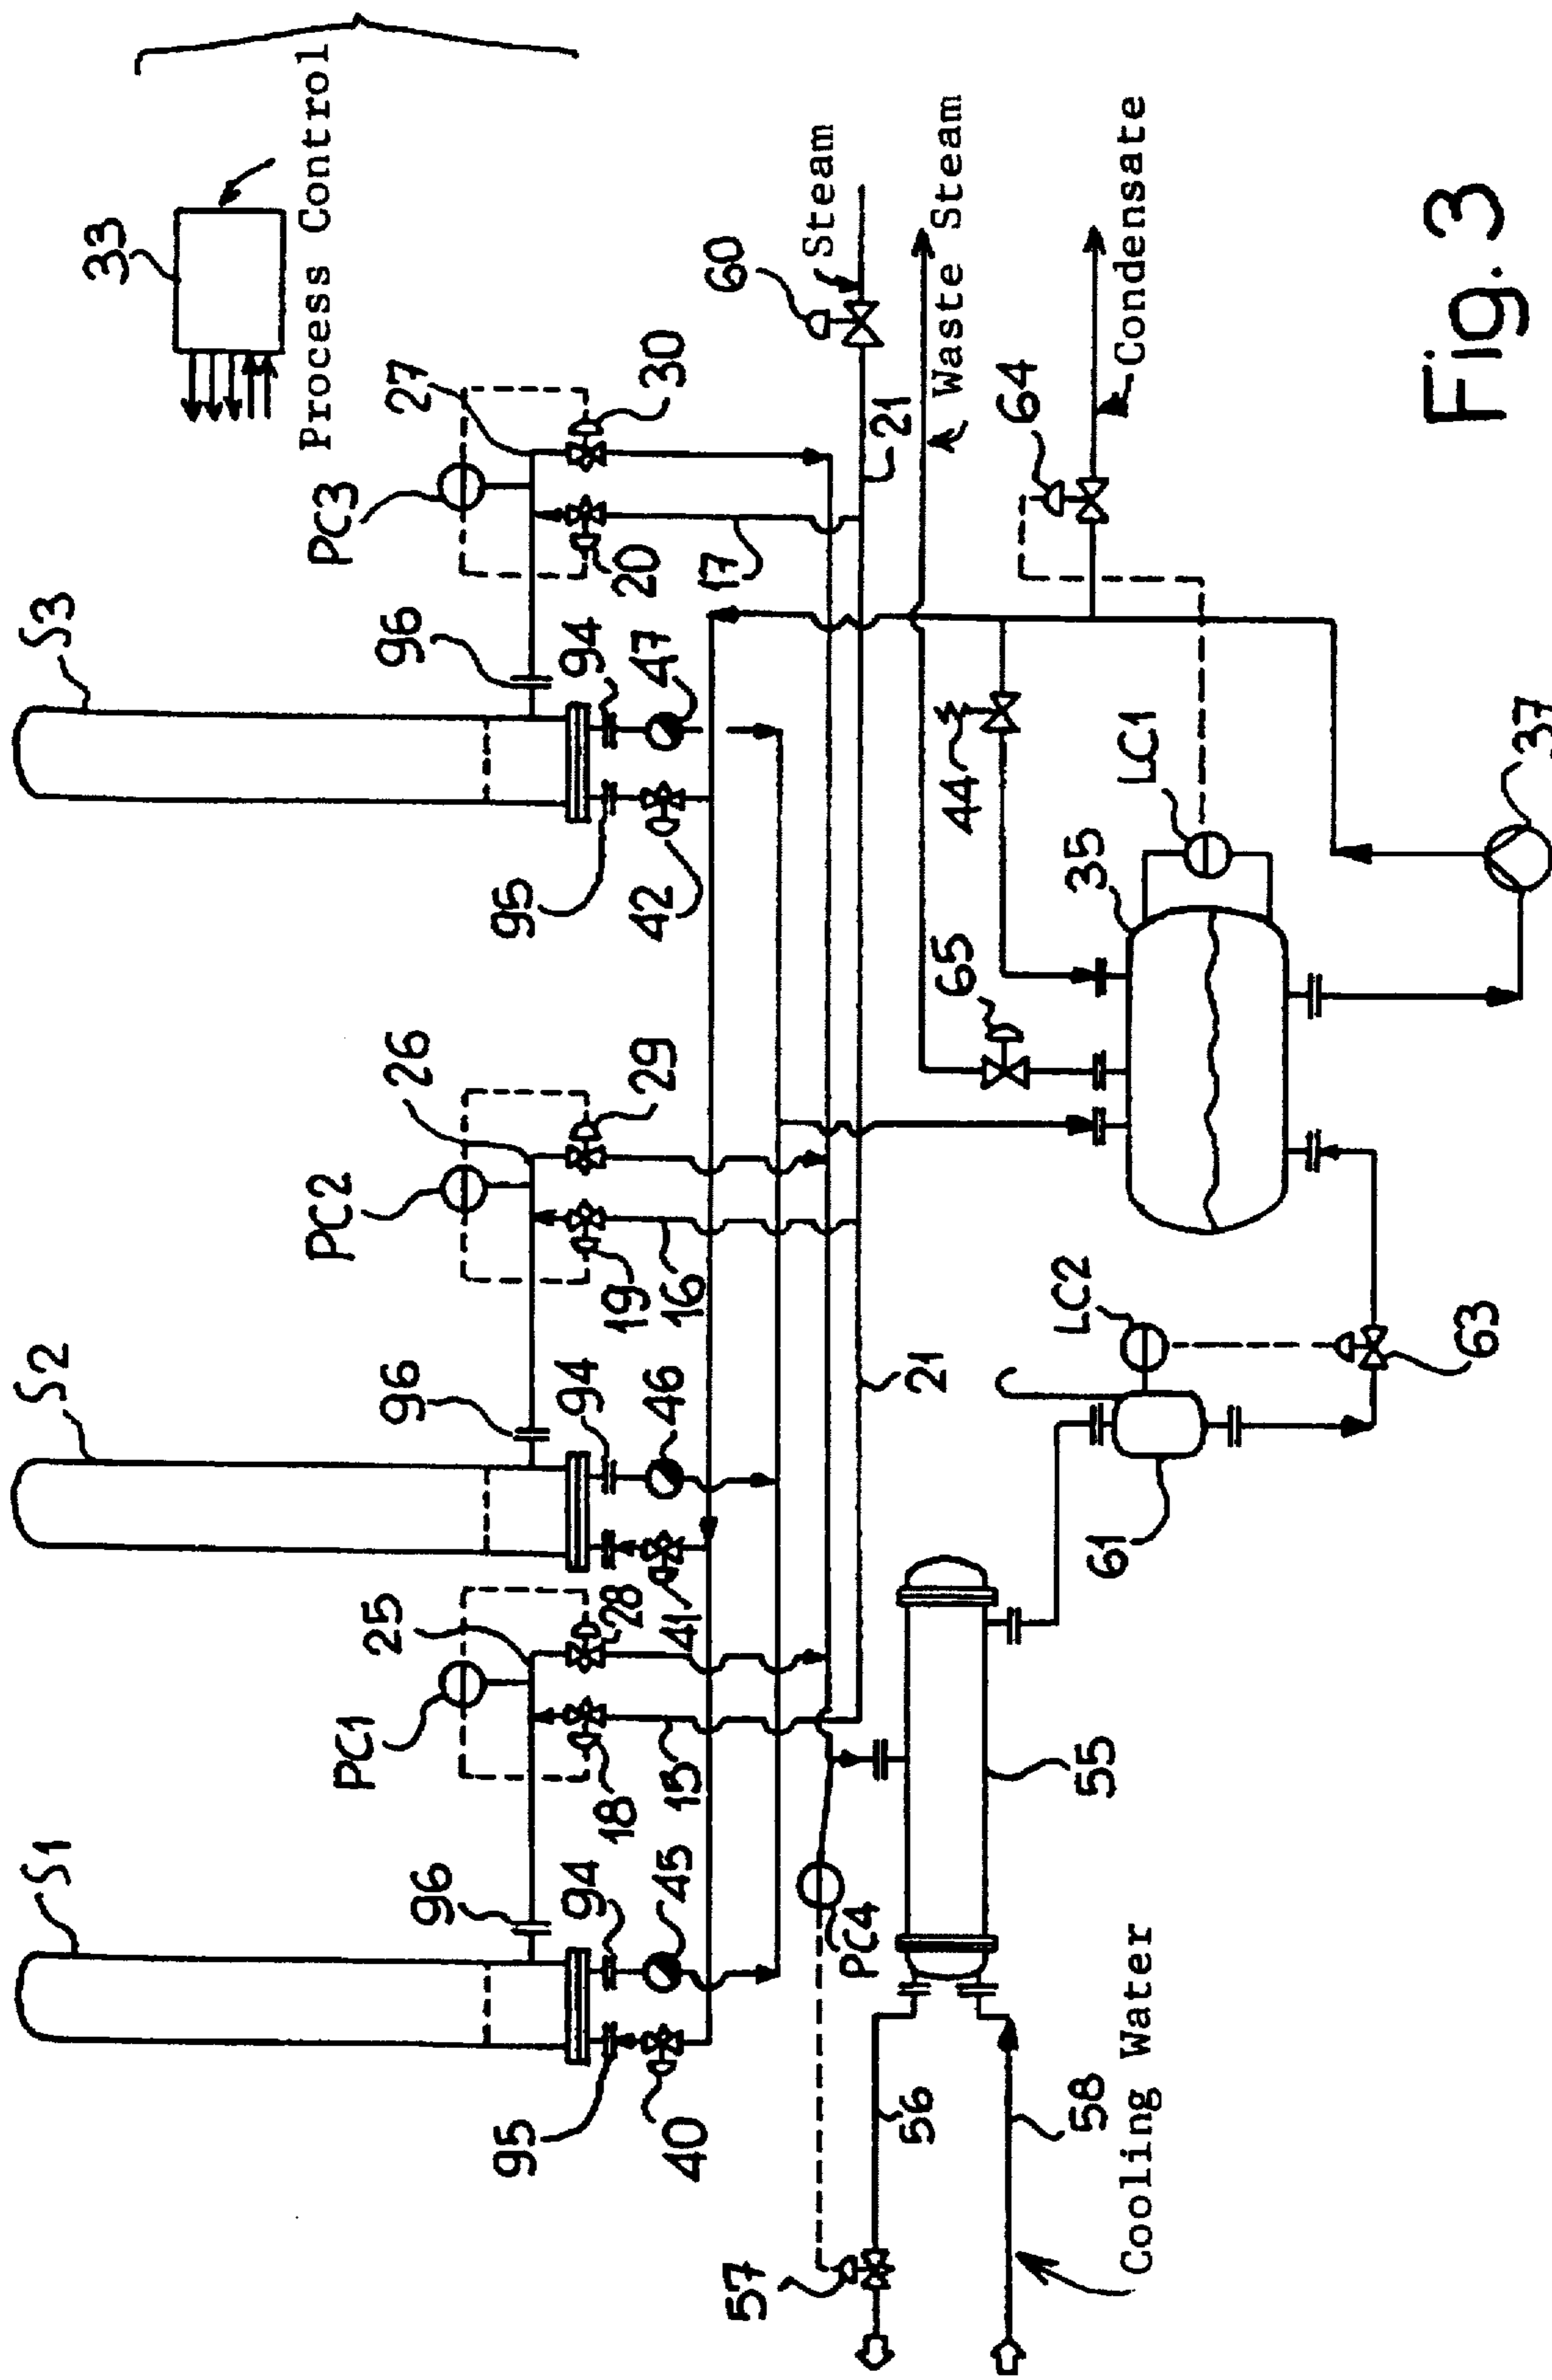 33
Process Control
S1
S2
S3
PC1
25
PC2
26
PC3
27
96
96
96
95
94
45
40
18
28
15
94
46
41
19
29
16
95
94
47
42
20
30
17
60
Steam
21
21
Waste Steam
64
Condensate
44
LC1
35
65
37
LC2
63
61
PC4
55
57
56
58
Cooling Water
Fig. 3